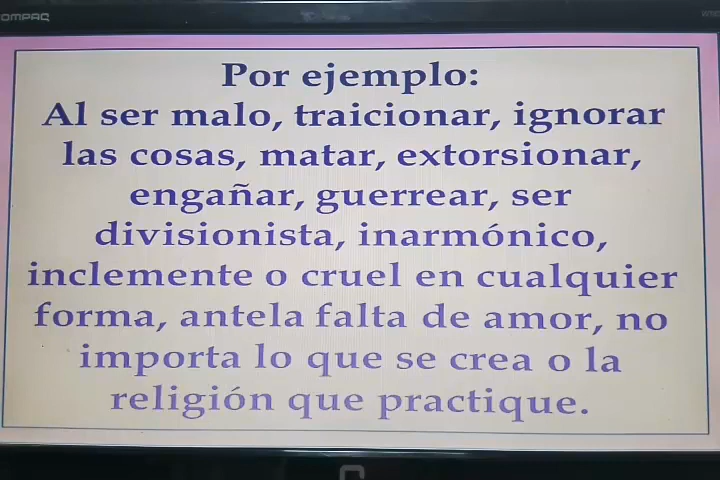 COMPAQ
Por ejemplo:
Al ser malo, traicionar, ignorar
las cosas, matar, extorsionar,
engañar, guerrear, ser
divisionista, inarmónico,
inclemente o cruel en cualquier
forma, antela falta de amor, no
importa lo que se crea o la
religión que practique.